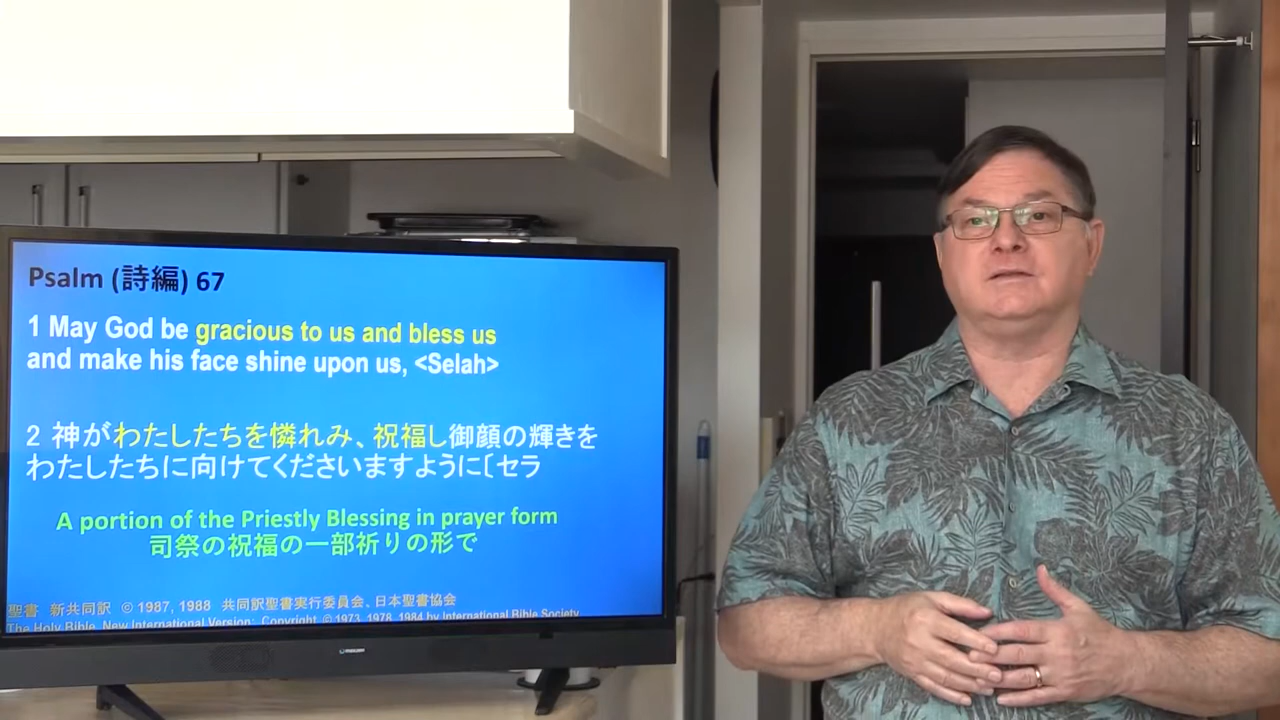 Psalm (詩編) 67
1 May God be gracious to us and bless us
and make his face shine upon us, <Selah>
2 神がわたしたちを憐れみ、祝福し御顔の輝きを
わたしたちに向けてくださいますように〔セラ
A portion of the Priestly Blessing in prayer form
司祭の祝福の一部祈りの形で
聖書 新共同訳 © 1987, 1988 共同訳聖書実行委員会、日本聖書協会
The Holy Bible, New International Version; Copyright, © 1973, 1978, 1984 by International Bible Society